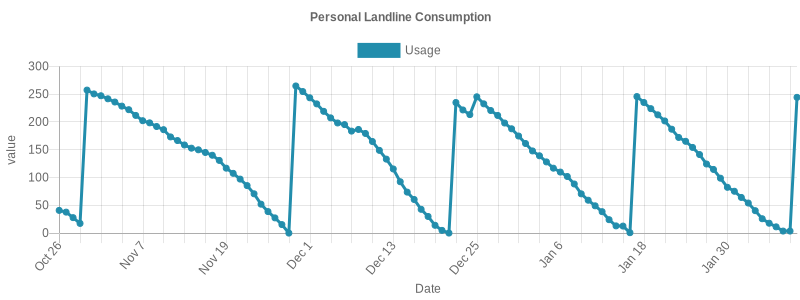 Personal Landline Consumption
Usage
300
250
200
150
100
50
0
value
Oct 26
Nov 7
Nov 19
Dec 1
Dec 13
Dec 25
Jan 6
Jan 18
Jan 30
Date